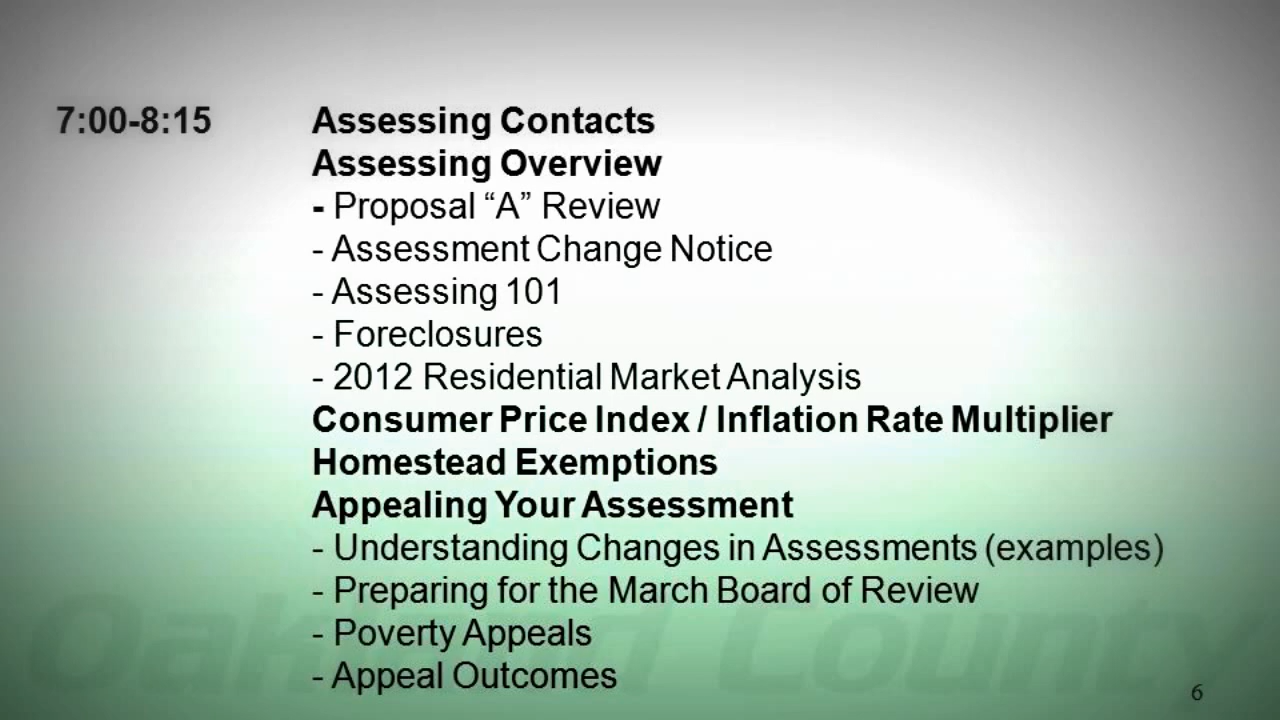 7:00-8:15 Assessing Contacts
Assessing Overview
- Proposal “A” Review
- Assessment Change Notice
- Assessing 101
- Foreclosures
- 2012 Residential Market Analysis
Consumer Price Index / Inflation Rate Multiplier
Homestead Exemptions
Appealing Your Assessment
- Understanding Changes in Assessments (examples)
- Preparing for the March Board of Review
- Poverty Appeals
- Appeal Outcomes
Oakland County
6